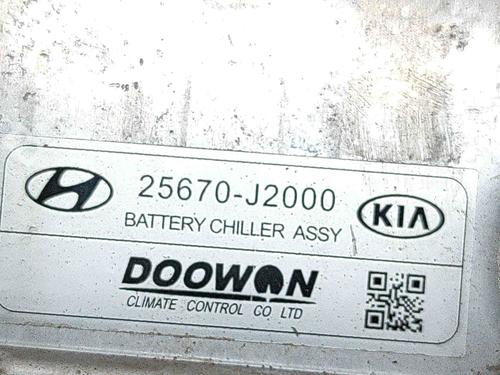 25670-J2000
KIA
BATTERY CHILLER ASSY
DOOWON
CLIMATE CONTROL CO LTD